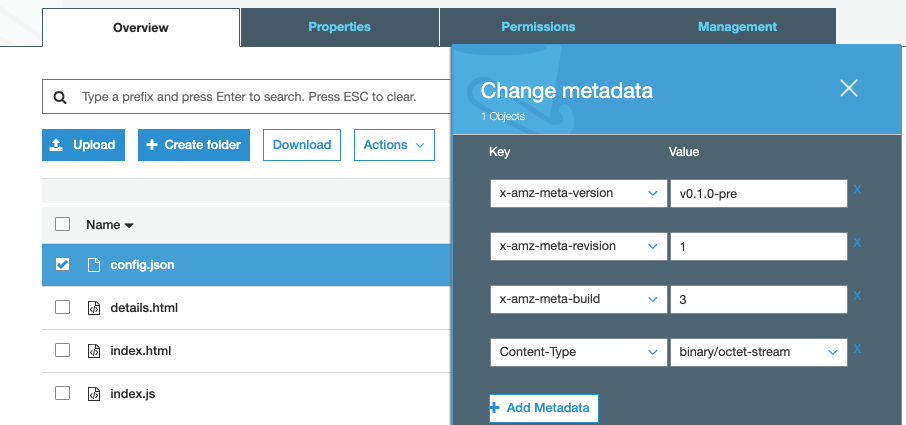 Overview
Properties
Permissions
Management
Type a prefix and press Enter to search. Press ESC to clear.
Upload
Create folder
Download
Actions
Name
config.json
details.html
index.html
index.js
Change metadata
1 Objects
Key Value
x-amz-meta-version v0.1.0-pre X
x-amz-meta-revision 1 X
x-amz-meta-build 3 X
Content-Type binary/octet-stream X
+ Add Metadata